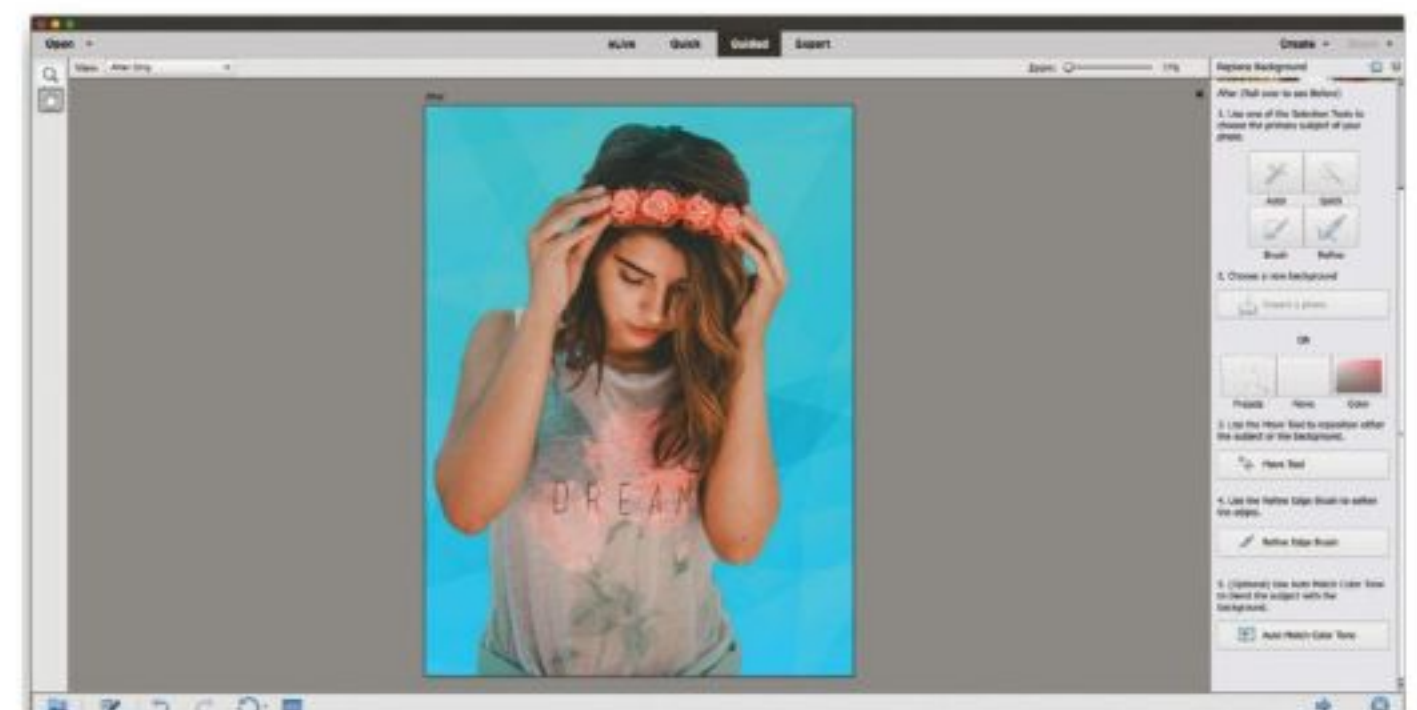 Open
eLive Quick Guided Expert
Create
View: After Only
Zoom:
Replace Background
After
After (Roll over to see Before)
1. Use one of the Selection Tools to
choose the primary subject of your
photo.
Auto Quick
Brush Refine
2. Choose a new background
Import a photo
OR
Presets None Color
3. Use the Move Tool to reposition either
the subject or the background.
Move Tool
4. Use the Refine Edge Brush to soften
the edges.
Refine Edge Brush
5. (Optional) Use Auto Match Color Tone
to blend the subject with the
background.
Auto Match Color Tone
DREAM